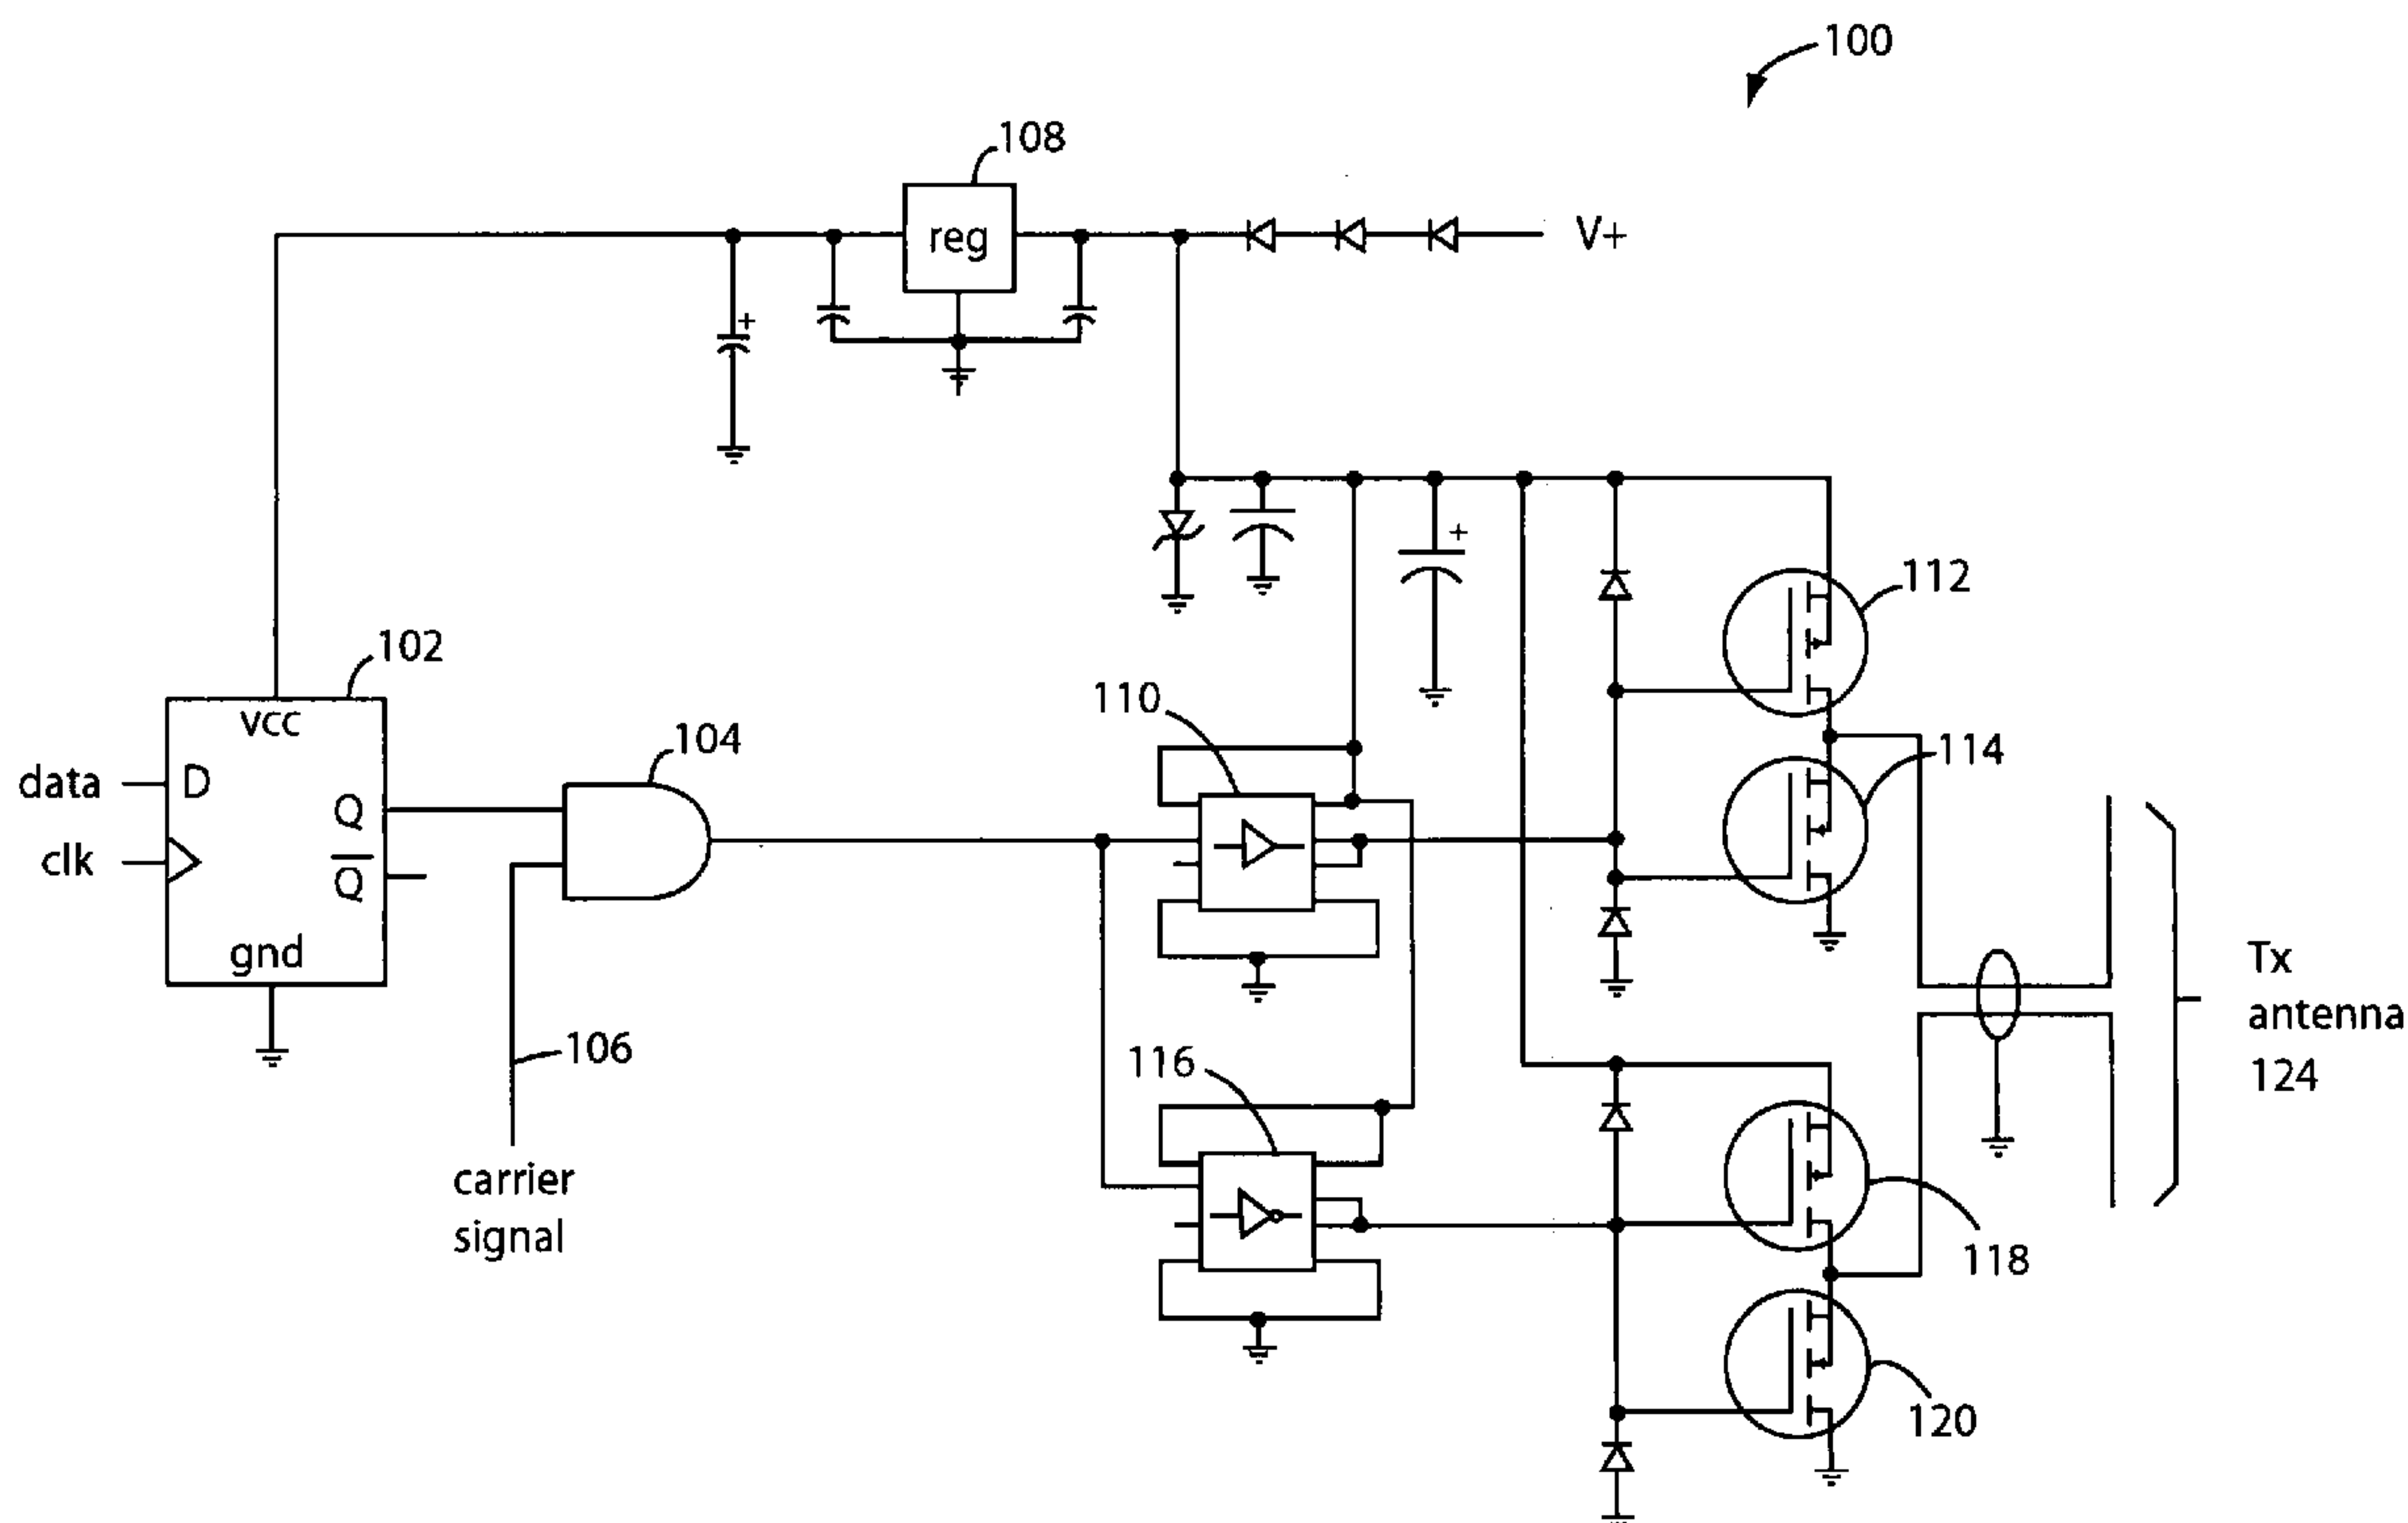 100
108
reg
V+
+
+
112
102
VCC
110
104
114
data
D
Q
clk
Q
gnd
Tx
antenna
124
106
116
carrier
signal
118
120